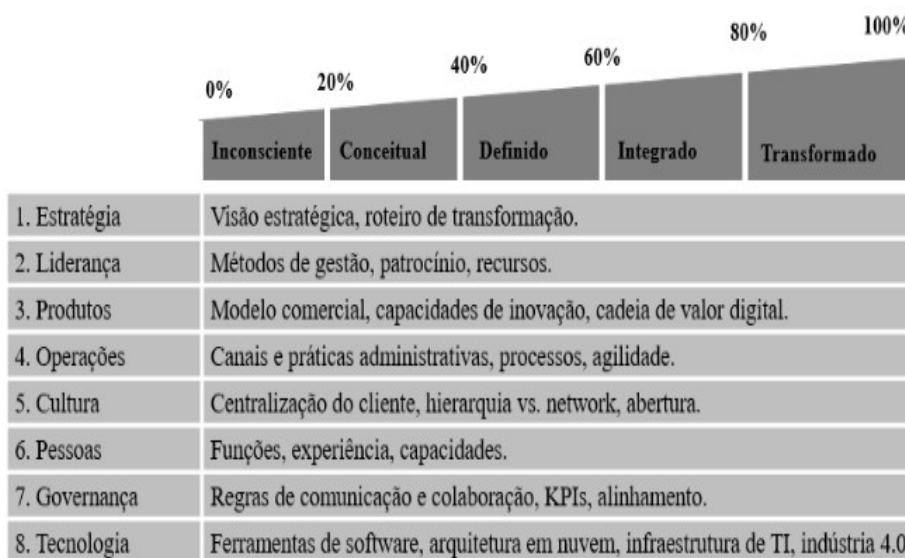 0% 20% 40% 60% 80% 100%
Inconsciente Conceitual Definido Integrado Transformado
1. Estratégia Visão estratégica, roteiro de transformação.
2. Liderança Métodos de gestão, patrocínio, recursos.
3. Produtos Modelo comercial, capacidades de inovação, cadeia de valor digital.
4. Operações Canais e práticas administrativas, processos, agilidade.
5. Cultura Centralização do cliente, hierarquia vs. network, abertura.
6. Pessoas Funções, experiência, capacidades.
7. Governança Regras de comunicação e colaboração, KPIs, alinhamento.
8. Tecnologia Ferramentas de software, arquitetura em nuvem, infraestrutura de TI, indústria 4.0